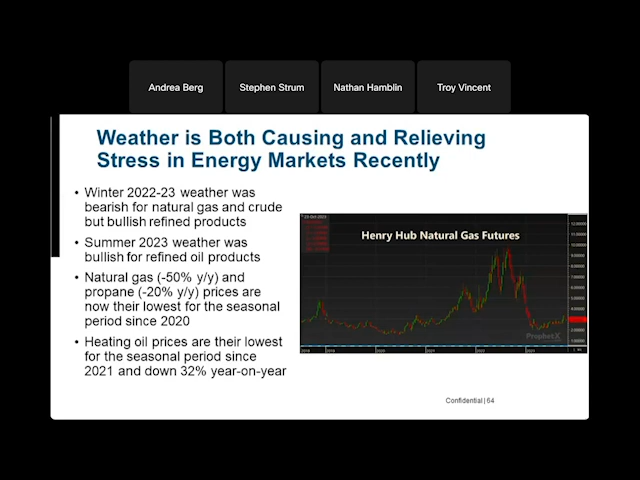 Andrea Berg
Stephen Strum
Nathan Hamblin
Troy Vincent
Weather is Both Causing and Relieving
Stress in Energy Markets Recently
• Winter 2022-23 weather was
bearish for natural gas and crude
but bullish refined products
• Summer 2023 weather was
bullish for refined oil products
• Natural gas (-50% y/y) and
propane (-20% y/y) prices are
now their lowest for the seasonal
period since 2020
• Heating oil prices are their lowest
for the seasonal period since
2021 and down 32% year-on-year
Henry Hub Natural Gas Futures
ProphetX
Confidential | 64